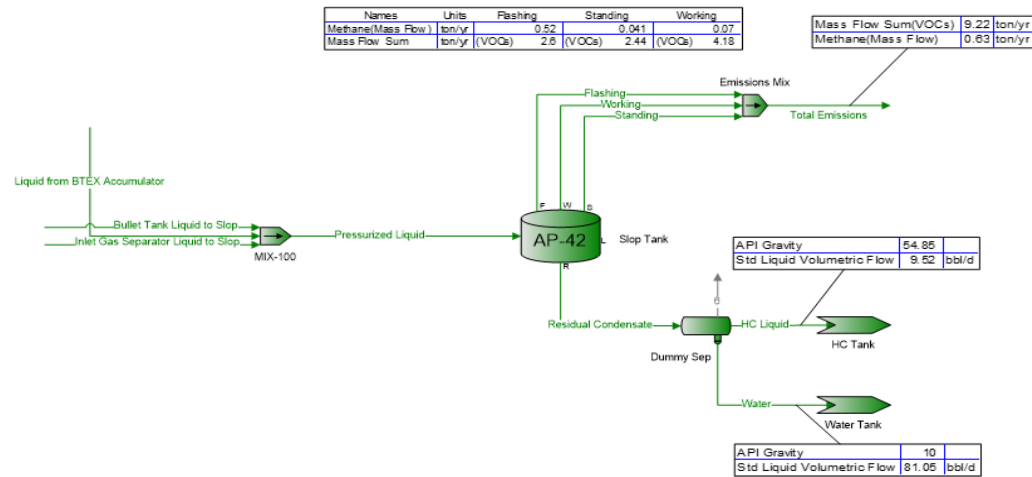 Names Units Flashing Standing Working
Methane(Mass Flow) ton/yr 0.52 0.041 0.07
Mass Flow Sum ton/yr (VOCs) 2.6 (VOCs) 2.44 (VOCs) 4.18
Mass Flow Sum(VOCs) 9.22 ton/yr
Methane(Mass Flow) 0.63 ton/yr
Emissions Mix
Flashing
Working
Standing
Total Emissions
Liquid from BTEX Accumulator
Bullet Tank Liquid to Slop
Inlet Gas Separator Liquid to Slop
MIX-100
Pressurized Liquid
F W S
AP-42
L
Slop Tank
R
API Gravity 54.85
Std Liquid Volumetric Flow 9.52 bbl/d
6
Residual Condensate
HC Liquid
HC Tank
Dummy Sep
Water
Water Tank
API Gravity 10
Std Liquid Volumetric Flow 81.05 bbl/d